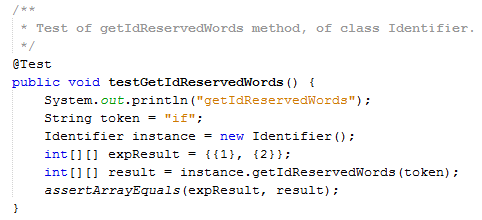 /**
 * Test of getIdReservedWords method, of class Identifier.
 */
@Test
public void testGetIdReservedWords() {
    System.out.println("getIdReservedWords");
    String token = "if";
    Identifier instance = new Identifier();
    int[][] expResult = {{1}, {2}};
    int[][] result = instance.getIdReservedWords(token);
    assertArrayEquals(expResult, result);
}